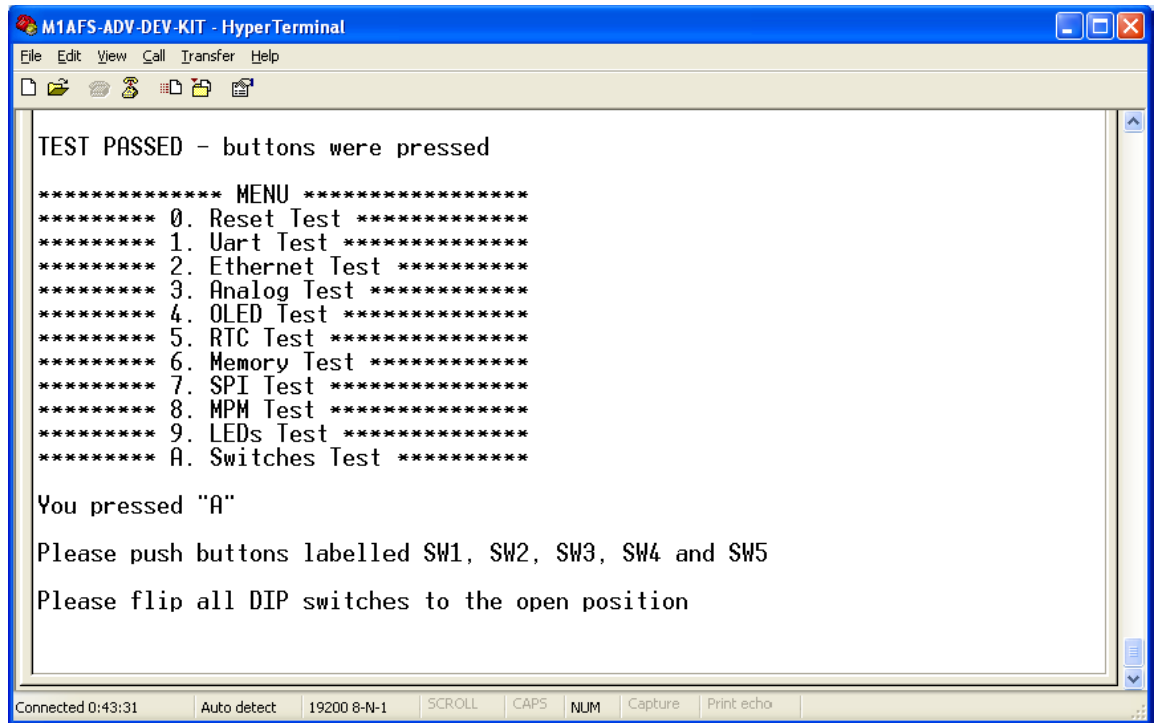 M1AFS-ADV-DEV-KIT - HyperTerminal
File Edit View Call Transfer Help
TEST PASSED - buttons were pressed
************** MENU *****************
********* 0. Reset Test *************
********* 1. Uart Test **************
********* 2. Ethernet Test **********
********* 3. Analog Test ************
********* 4. OLED Test **************
********* 5. RTC Test ***************
********* 6. Memory Test ************
********* 7. SPI Test ***************
********* 8. MPM Test ***************
********* 9. LEDs Test **************
********* A. Switches Test **********
You pressed "A"
Please push buttons labelled SW1, SW2, SW3, SW4 and SW5
Please flip all DIP switches to the open position
Connected 0:43:31 Auto detect 19200 8-N-1 SCROLL CAPS NUM Capture Print echo